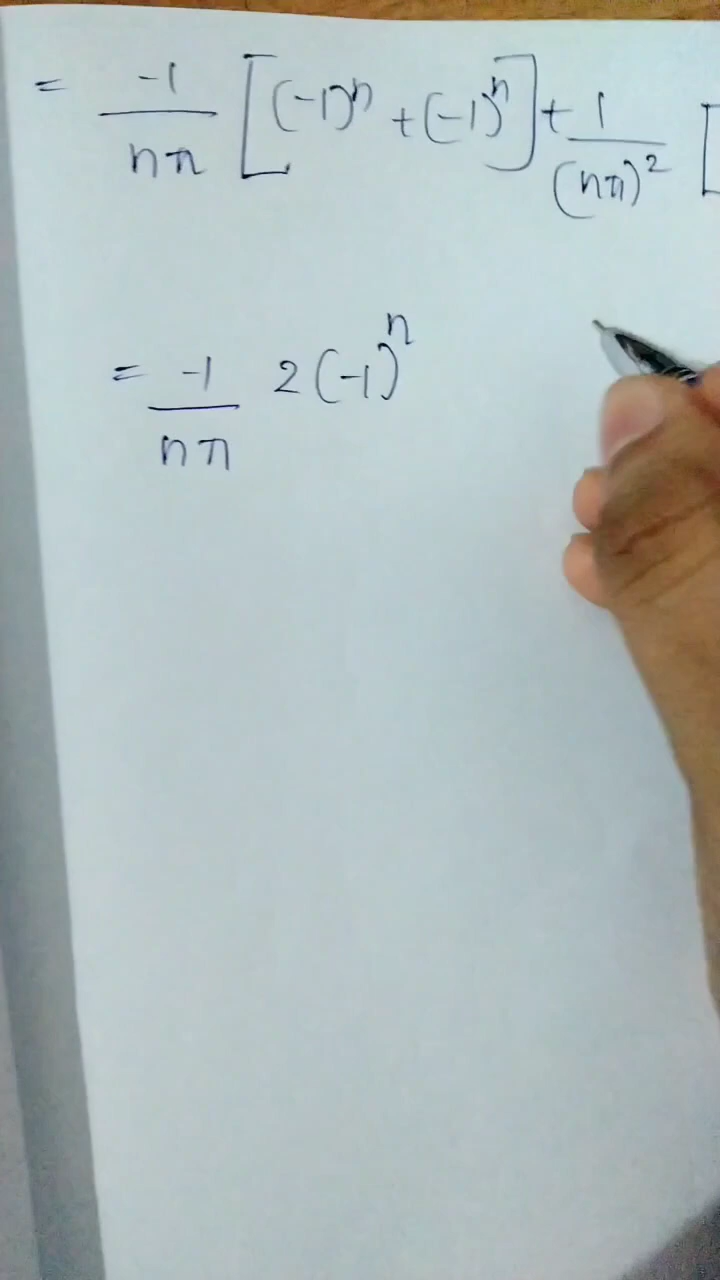 = -1/nπ [(-1)^n + (-1)^n] + 1/(nπ)^2 [
= -1/nπ 2(-1)^n